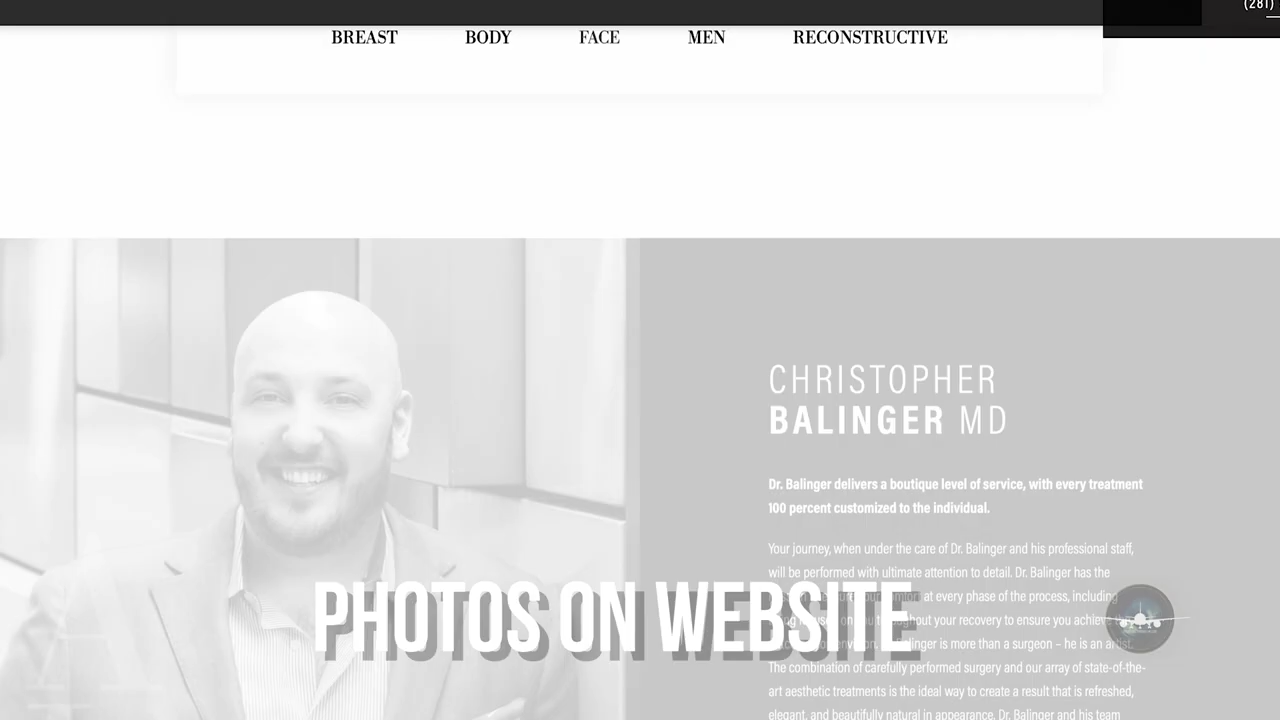 (281)
BREAST BODY FACE MEN RECONSTRUCTIVE
CHRISTOPHER
BALINGER MD
Dr. Balinger delivers a boutique level of service, with every treatment
100 percent customized to the individual.
Your journey, when under the care of Dr. Balinger and his professional staff,
will be performed with ultimate attention to detail. Dr. Balinger has the
at every phase of the process, including
your recovery to ensure you achieve
is more than a surgeon – he is an artist.
The combination of carefully performed surgery and our array of state-of-the-
art aesthetic treatments is the ideal way to create a result that is refreshed,
elegant, and beautifully natural in appearance. Dr. Balinger and his team
PHOTOS ON WEBSITE